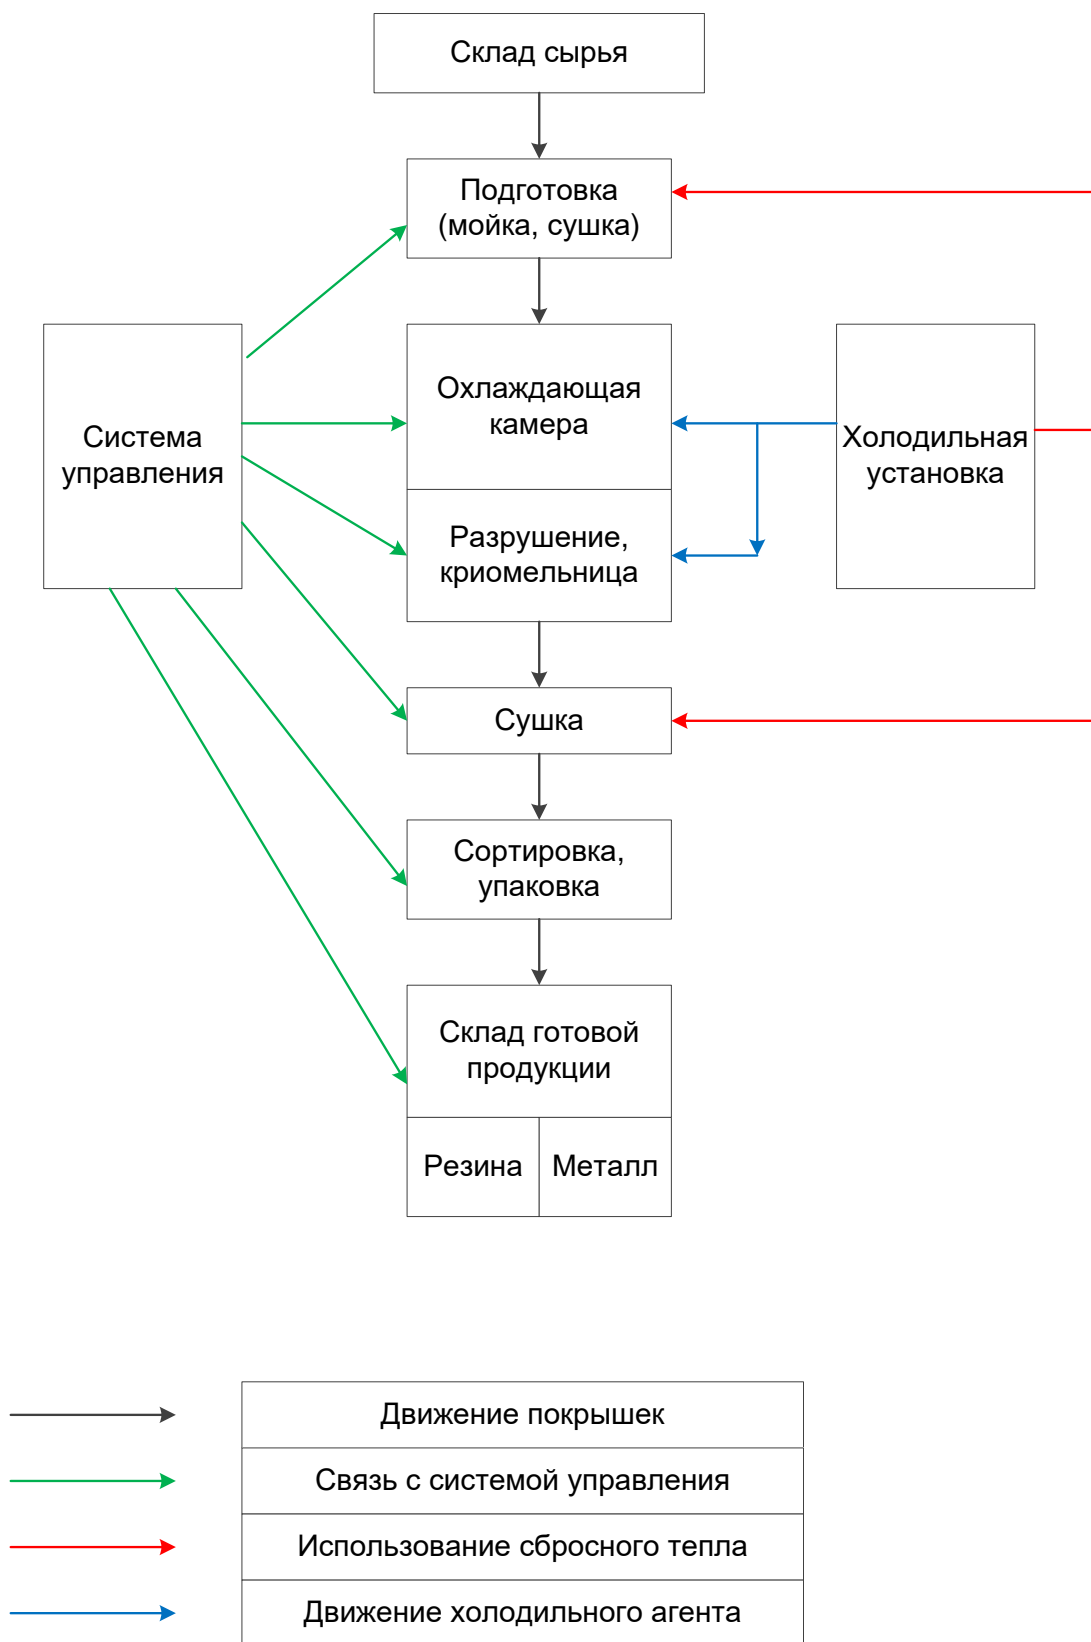 Склад сырья
Подготовка
(мойка, сушка)
Система
управления
Охлаждающая
камера
Холодильная
установка
Разрушение,
криомельница
Сушка
Сортировка,
упаковка
Склад готовой
продукции
Резина
Металл
Движение покрышек
Связь с системой управления
Использование сбросного тепла
Движение холодильного агента